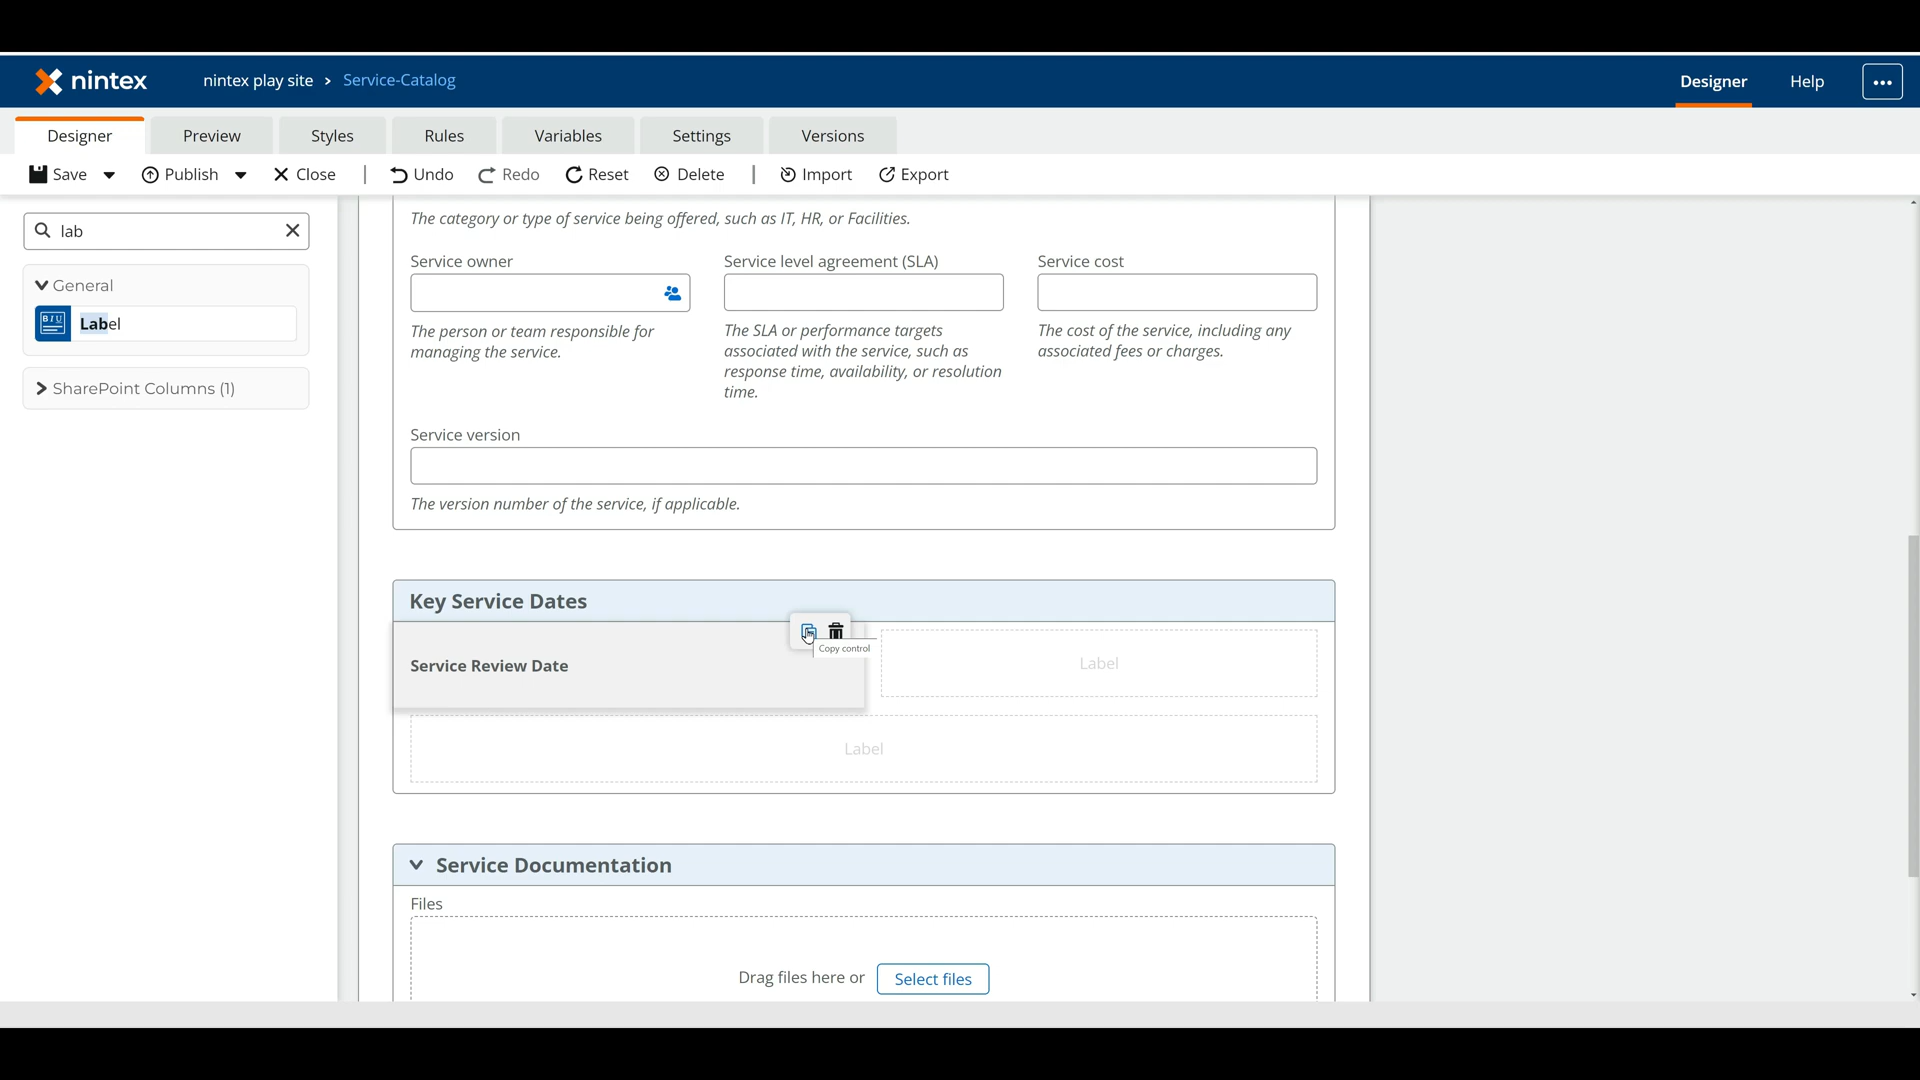 nintex
nintex play site > Service-Catalog
Designer
Help
Designer
Preview
Styles
Rules
Variables
Settings
Versions
Save
Publish
Close
Undo
Redo
Reset
Delete
Import
Export
lab
General
BIU
Label
SharePoint Columns (1)
The category or type of service being offered, such as IT, HR, or Facilities.
Service owner
The person or team responsible for
managing the service.
Service level agreement (SLA)
The SLA or performance targets
associated with the service, such as
response time, availability, or resolution
time.
Service cost
The cost of the service, including any
associated fees or charges.
Service version
The version number of the service, if applicable.
Key Service Dates
Copy control
Service Review Date
Label
Label
Service Documentation
Files
Drag files here or
Select files